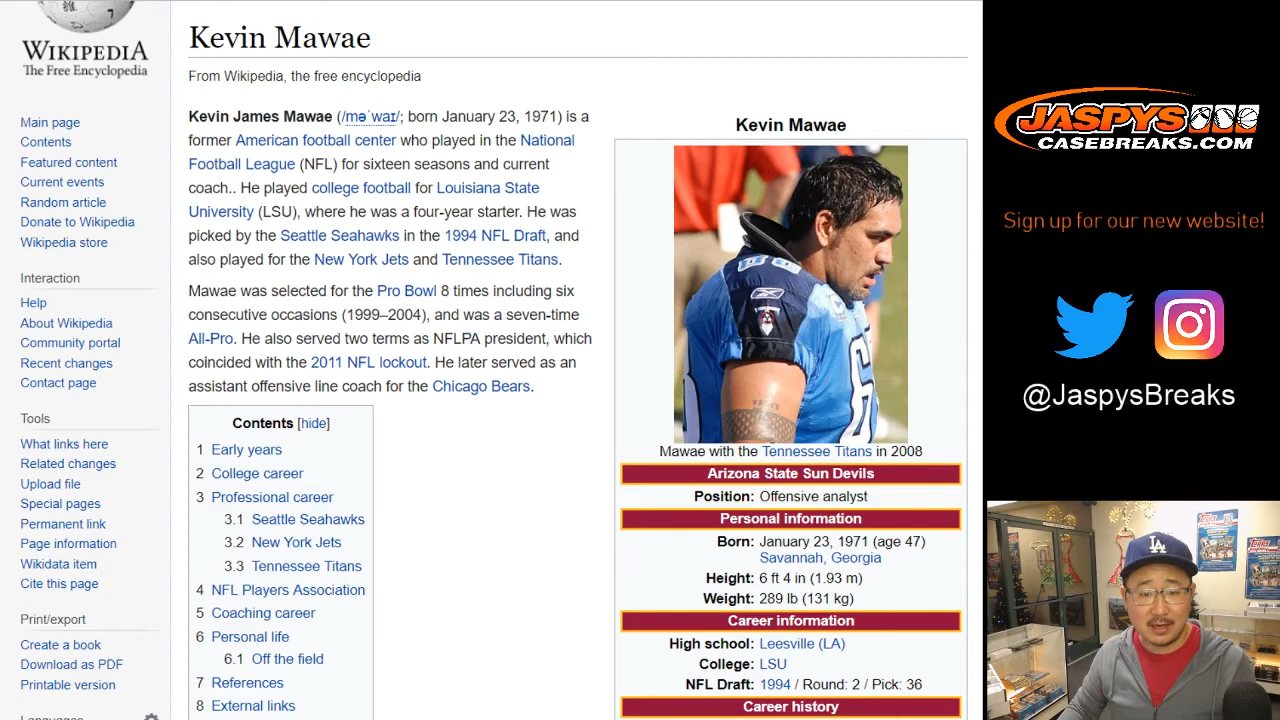 WIKIPEDIA
The Free Encyclopedia
Main page
Contents
Featured content
Current events
Random article
Donate to Wikipedia
Wikipedia store
Interaction
Help
About Wikipedia
Community portal
Recent changes
Contact page
Tools
What links here
Related changes
Upload file
Special pages
Permanent link
Page information
Wikidata item
Cite this page
Print/export
Create a book
Download as PDF
Printable version
Languages
Kevin Mawae
From Wikipedia, the free encyclopedia
Kevin James Mawae (/məˈwaɪ/; born January 23, 1971) is a
former American football center who played in the National
Football League (NFL) for sixteen seasons and current
coach.. He played college football for Louisiana State
University (LSU), where he was a four-year starter. He was
picked by the Seattle Seahawks in the 1994 NFL Draft, and
also played for the New York Jets and Tennessee Titans.
Mawae was selected for the Pro Bowl 8 times including six
consecutive occasions (1999–2004), and was a seven-time
All-Pro. He also served two terms as NFLPA president, which
coincided with the 2011 NFL lockout. He later served as an
assistant offensive line coach for the Chicago Bears.
Contents [hide]
1 Early years
2 College career
3 Professional career
3.1 Seattle Seahawks
3.2 New York Jets
3.3 Tennessee Titans
4 NFL Players Association
5 Coaching career
6 Personal life
6.1 Off the field
7 References
8 External links
Kevin Mawae
Mawae with the Tennessee Titans in 2008
Arizona State Sun Devils
Position: Offensive analyst
Personal information
Born: January 23, 1971 (age 47)
Savannah, Georgia
Height: 6 ft 4 in (1.93 m)
Weight: 289 lb (131 kg)
Career information
High school: Leesville (LA)
College: LSU
NFL Draft: 1994 / Round: 2 / Pick: 36
Career history
JASPYS
CASEBREAKS.COM
Sign up for our new website!
@JaspysBreaks
LA